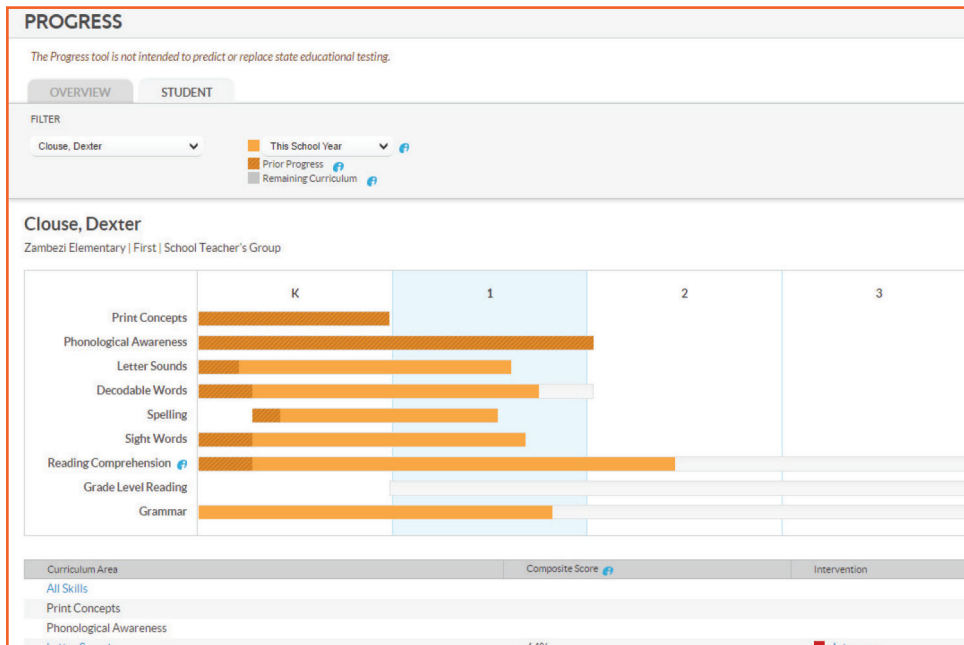 PROGRESS
The Progress tool is not intended to predict or replace state educational testing.
OVERVIEW STUDENT
FILTER
Clouse, Dexter This School Year
Prior Progress
Remaining Curriculum
Clouse, Dexter
Zambezi Elementary | First | School Teacher's Group
K 1 2 3
Print Concepts
Phonological Awareness
Letter Sounds
Decodable Words
Spelling
Sight Words
Reading Comprehension
Grade Level Reading
Grammar
Curriculum Area Composite Score Intervention
All Skills
Print Concepts
Phonological Awareness